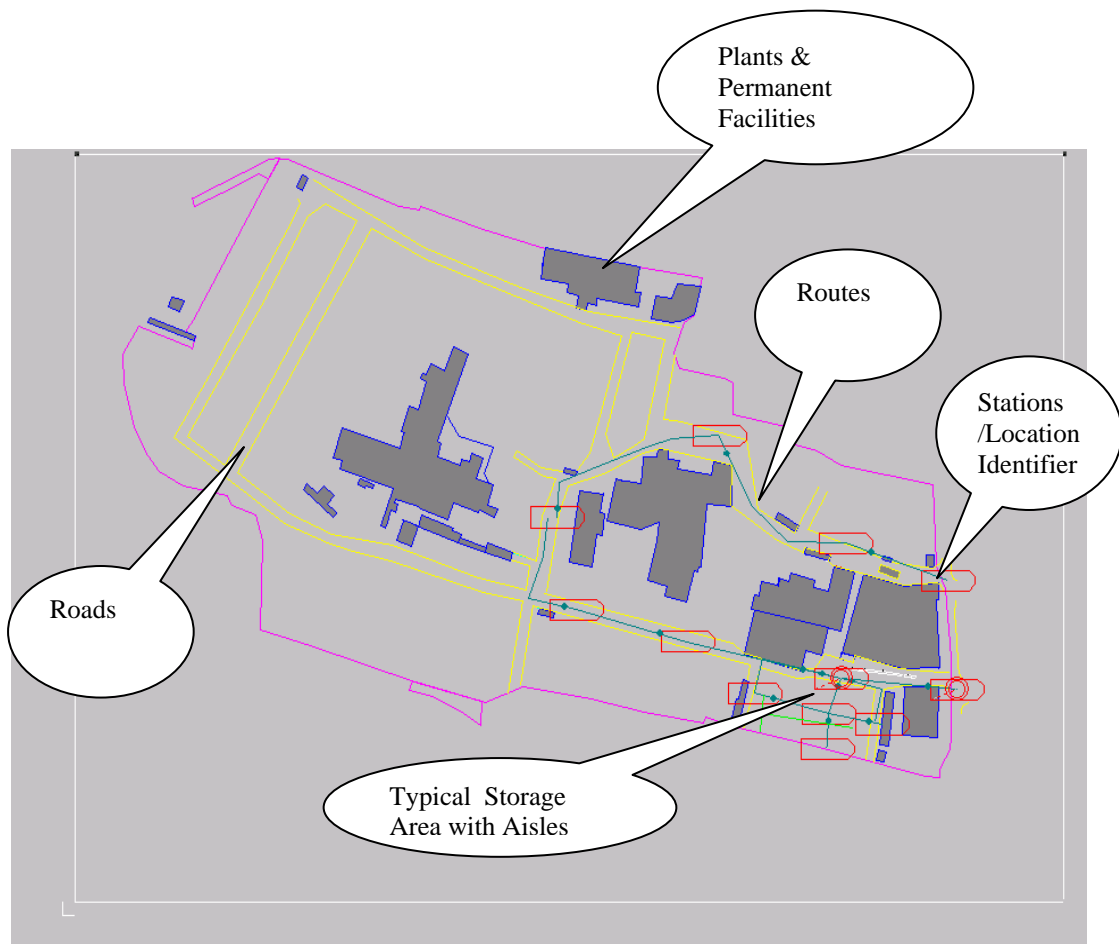 Plants &
Permanent
Facilities
Routes
Stations
/Location
Identifier
Roads
Typical Storage
Area with Aisles